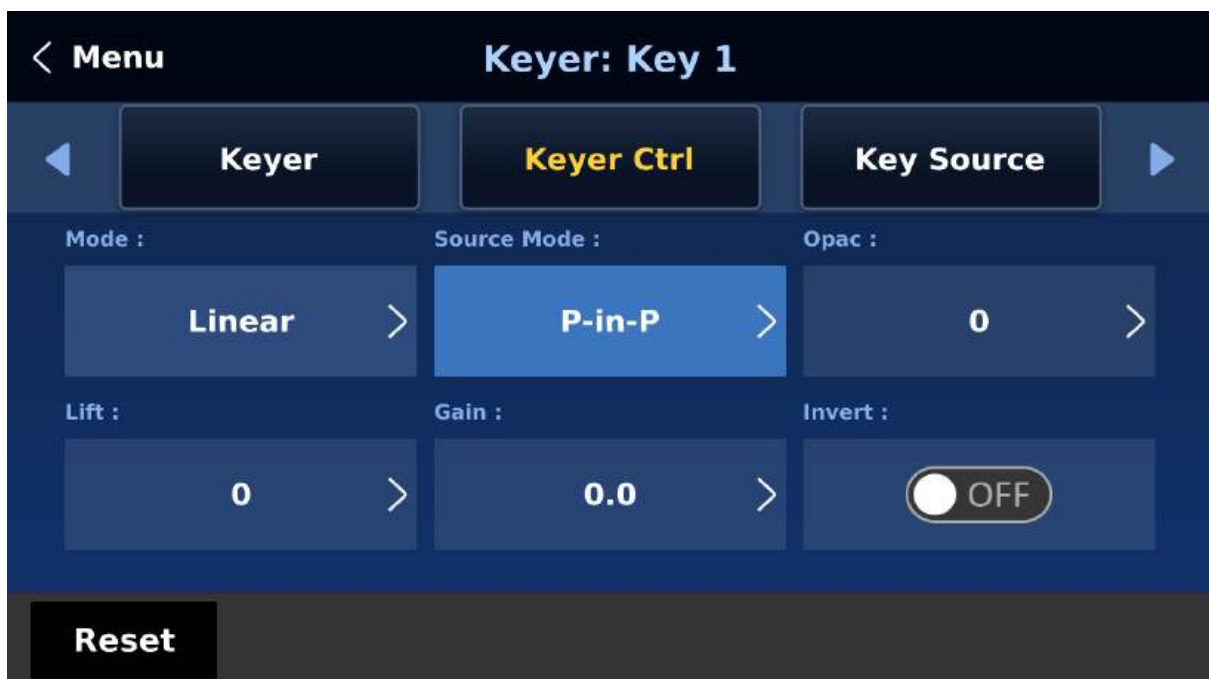 Menu
Keyer: Key 1
Keyer
Keyer Ctrl
Key Source
Mode :
Source Mode :
Opac :
Linear
P-in-P
0
Lift :
Gain :
Invert :
0
0.0
OFF
Reset